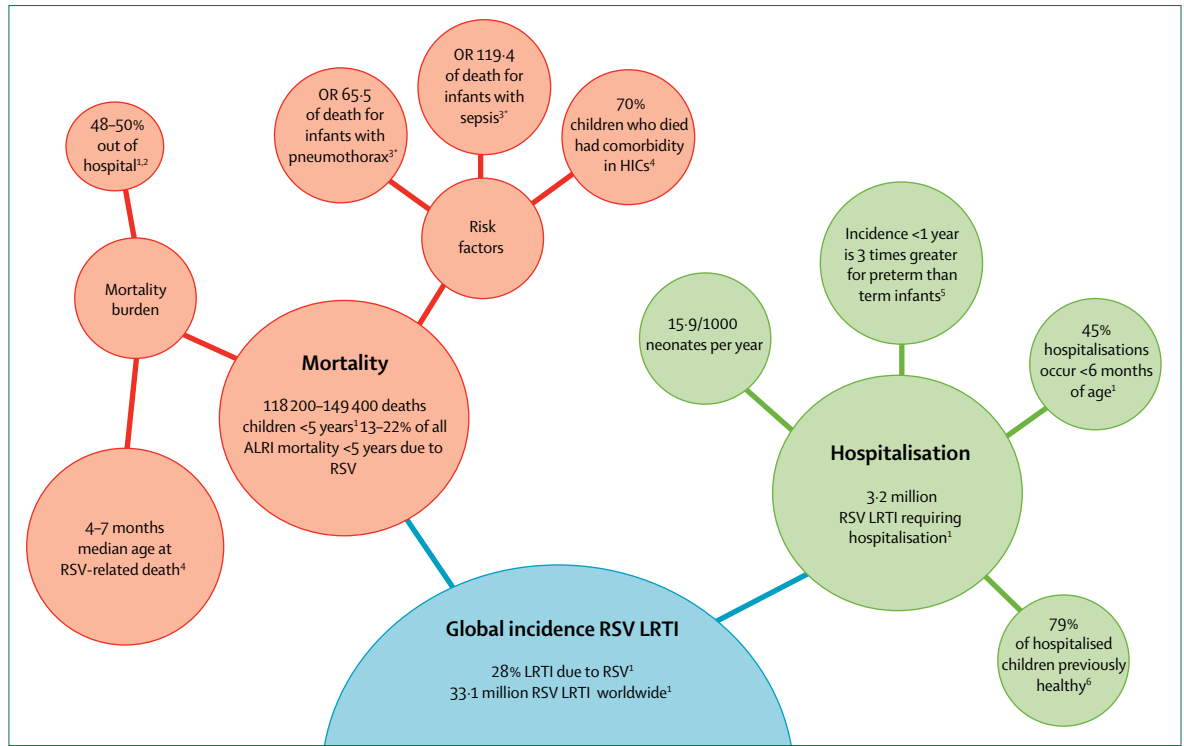 OR 119·4
of death for
infants with
sepsis3*
OR 65·5
of death for
infants with
pneumothorax3*
70%
children who died
had comorbidity
in HICs4
48–50%
out of
hospital1,2
Risk
factors
Mortality
burden
Mortality
118 200–149 400 deaths
children <5 years1 13–22% of all
ALRI mortality <5 years due to
RSV
4–7 months
median age at
RSV-related death4
Incidence <1 year
is 3 times greater
for preterm than
term infants5
15·9/1000
neonates per year
45%
hospitalisations
occur <6 months
of age1
Hospitalisation
3·2 million
RSV LRTI requiring
hospitalisation1
79%
of hospitalised
children previously
healthy6
Global incidence RSV LRTI
28% LRTI due to RSV1
33·1 million RSV LRTI worldwide1